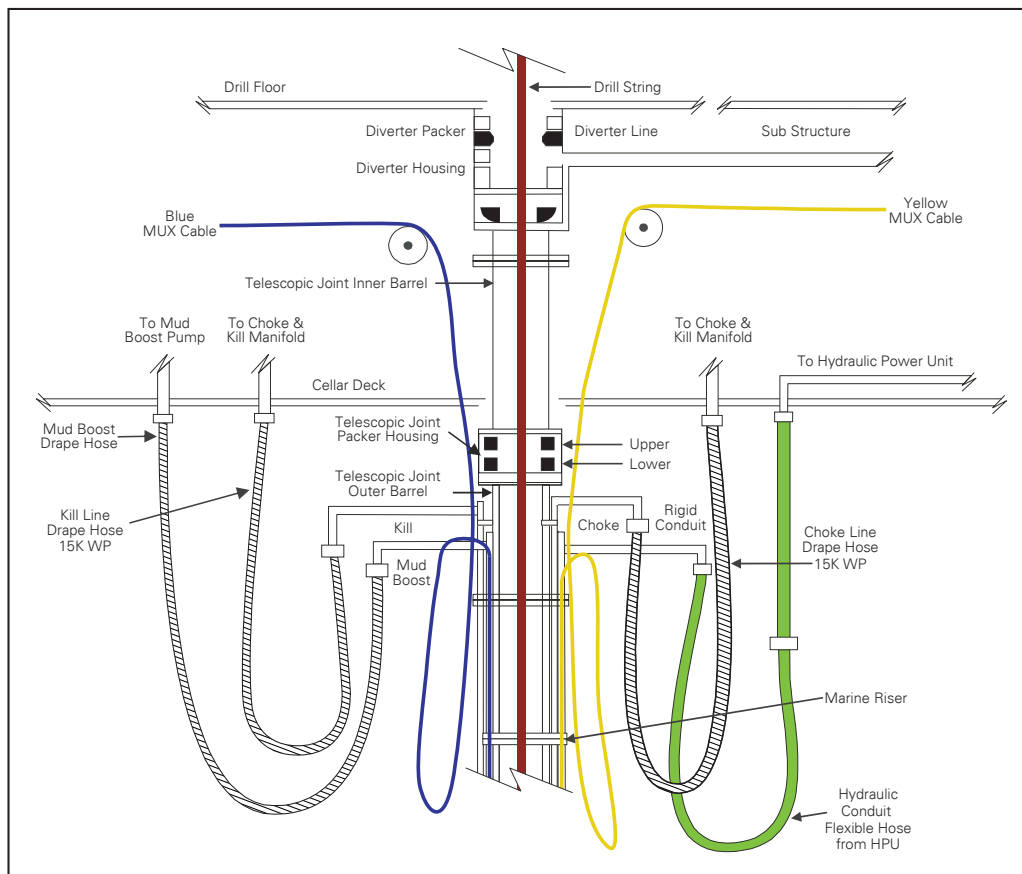 Drill Floor
Drill String
Diverter Packer
Diverter Line
Sub Structure
Diverter Housing
Blue
MUX Cable
Yellow
MUX Cable
Telescopic Joint Inner Barrel
To Mud
Boost Pump
To Choke &
Kill Manifold
To Choke &
Kill Manifold
To Hydraulic Power Unit
Cellar Deck
Mud Boost
Drape Hose
Telescopic Joint
Packer Housing
Upper
Lower
Telescopic Joint
Outer Barrel
Kill Line
Drape Hose
15K WP
Kill
Mud
Boost
Choke
Rigid
Conduit
Choke Line
Drape Hose
15K WP
Marine Riser
Hydraulic
Conduit
Flexible Hose
from HPU